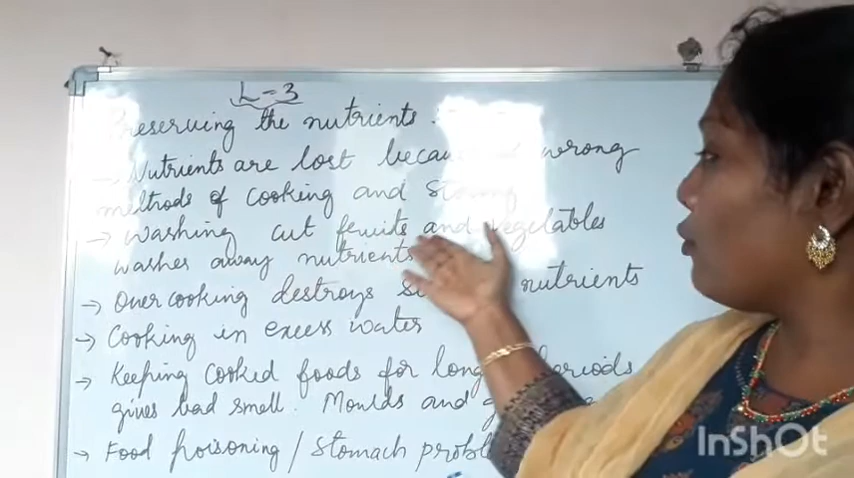 L - 3
Preserving the nutrients.
→ Nutrients are lost because of wrong
methods of cooking and storing
→ washing cut fruits and vegetables
washes away nutrients
→ Over cooking destroys nutrients
→ Cooking in excess water
→ Keeping cooked foods for long periods
gives bad smell. Moulds and
→ Food poisoning / stomach
InShot